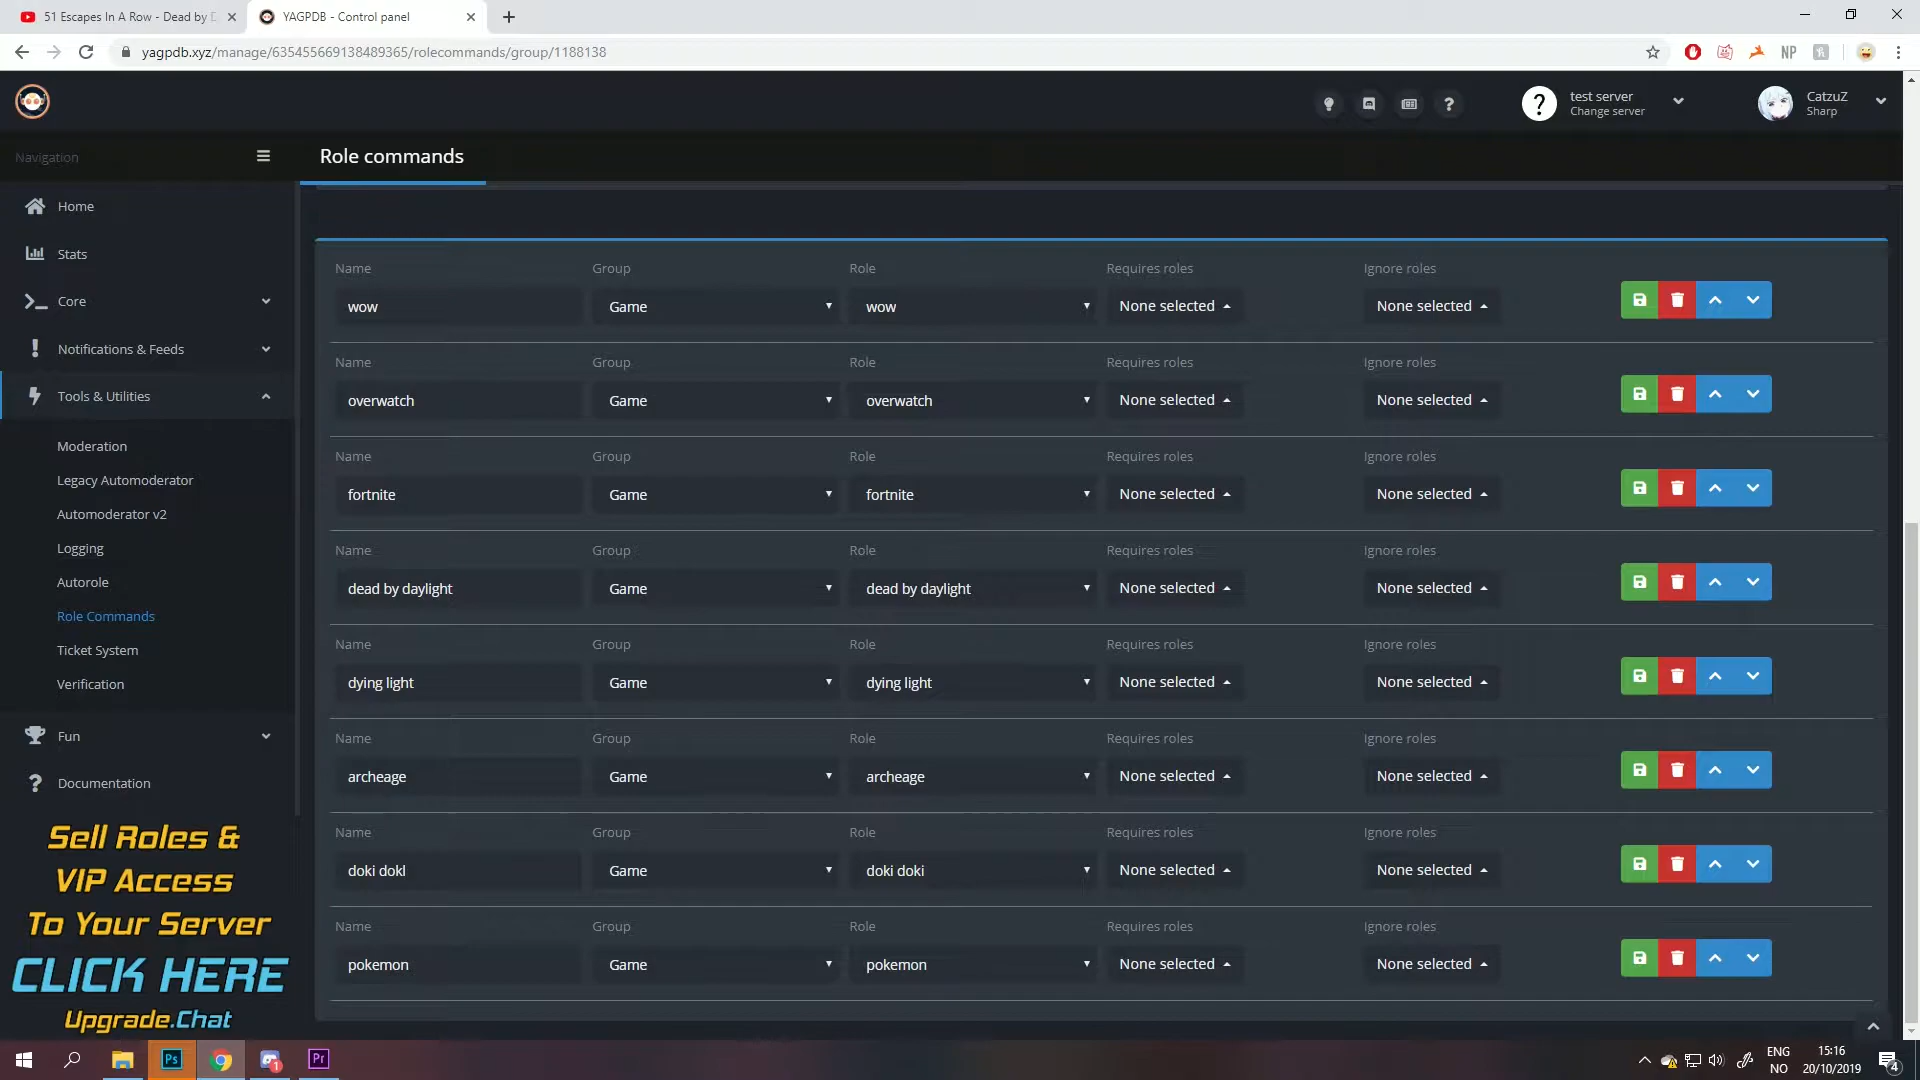 51 Escapes In A Row - Dead by D
YAGPDB - Control panel
yagpdb.xyz/manage/635455669138489365/rolecommands/group/1188138
NP
test server
Change server
CatzuZ
Sharp
Navigation
Role commands
Home
Stats
Core
Notifications & Feeds
Tools & Utilities
Moderation
Legacy Automoderator
Automoderator v2
Logging
Autorole
Role Commands
Ticket System
Verification
Fun
Documentation
Sell Roles &
VIP Access
To Your Server
CLICK HERE
Upgrade.Chat
Name Group Role Requires roles Ignore roles
wow Game wow None selected None selected
Name Group Role Requires roles Ignore roles
overwatch Game overwatch None selected None selected
Name Group Role Requires roles Ignore roles
fortnite Game fortnite None selected None selected
Name Group Role Requires roles Ignore roles
dead by daylight Game dead by daylight None selected None selected
Name Group Role Requires roles Ignore roles
dying light Game dying light None selected None selected
Name Group Role Requires roles Ignore roles
archeage Game archeage None selected None selected
Name Group Role Requires roles Ignore roles
doki dokI Game doki doki None selected None selected
Name Group Role Requires roles Ignore roles
pokemon Game pokemon None selected None selected
Ps
1
Pr
ENG
NO
15:16
20/10/2019
4